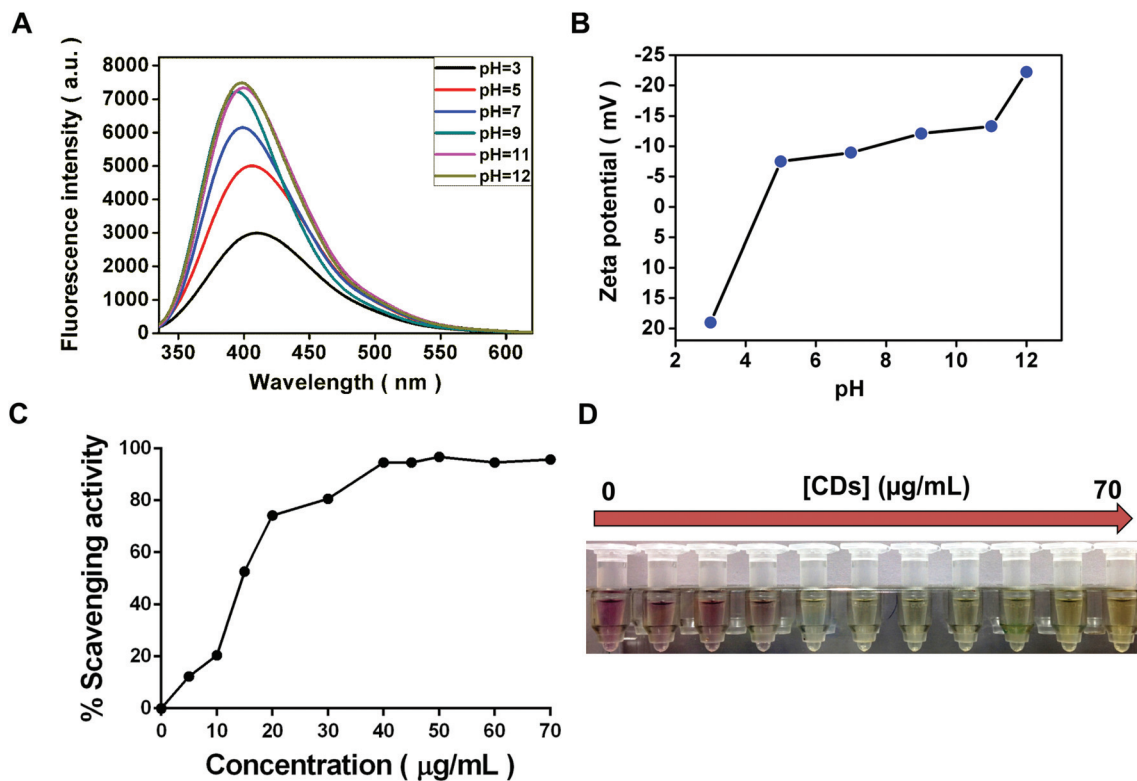 A
Fluorescence intensity ( a.u. )
8000
7000
6000
5000
4000
3000
2000
1000
0
350
400
450
500
550
600
Wavelength ( nm )
pH=3
pH=5
pH=7
pH=9
pH=11
pH=12
B
Zeta potential ( mV )
-25
-20
-15
-10
-5
0
5
10
15
20
2
4
6
8
10
12
pH
C
% Scavenging activity
100
80
60
40
20
0
0
10
20
30
40
50
60
70
Concentration ( μg/mL )
D
0
[CDs] (μg/mL)
70